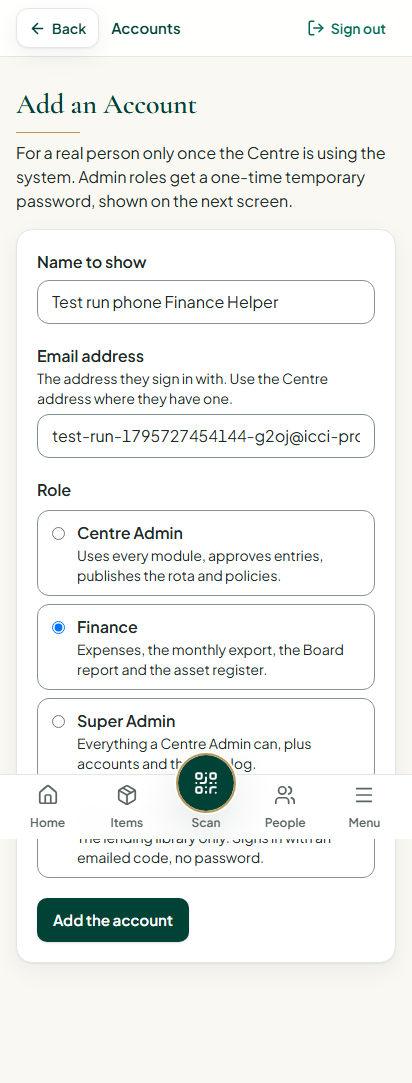 Back
Accounts
Sign out
Add an Account
For a real person only once the Centre is using the
system. Admin roles get a one-time temporary
password, shown on the next screen.
Name to show
Test run phone Finance Helper
Email address
The address they sign in with. Use the Centre
address where they have one.
test-run-1795727454144-g2oj@icci-prc
Role
Centre Admin
Uses every module, approves entries,
publishes the rota and policies.
Finance
Expenses, the monthly export, the Board
report and the asset register.
Super Admin
Everything a Centre Admin can, plus
accounts and th log.
Home
Items
Scan
People
Menu
The lending library only. Signs in with an
emailed code, no password.
Add the account